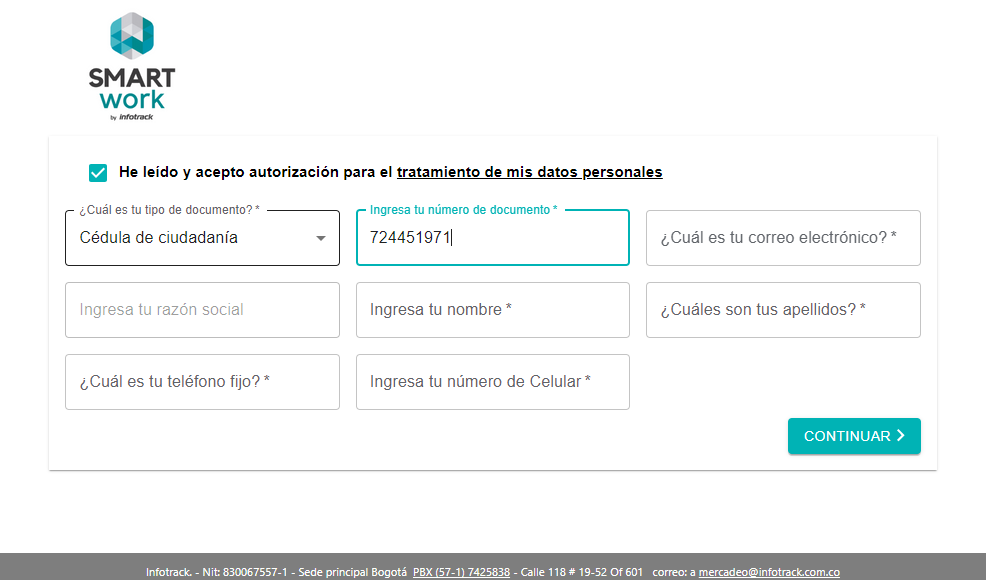 SMART
work
by infotrack
He leído y acepto autorización para el tratamiento de mis datos personales
¿Cuál es tu tipo de documento? *
Cédula de ciudadanía
Ingresa tu número de documento *
724451971
¿Cuál es tu correo electrónico? *
Ingresa tu razón social
Ingresa tu nombre *
¿Cuáles son tus apellidos? *
¿Cuál es tu teléfono fijo? *
Ingresa tu número de Celular *
CONTINUAR
Infotrack. - Nit: 830067557-1 - Sede principal Bogotá PBX (57-1) 7425838 - Calle 118 # 19-52 Of 601 correo: a mercadeo@infotrack.com.co